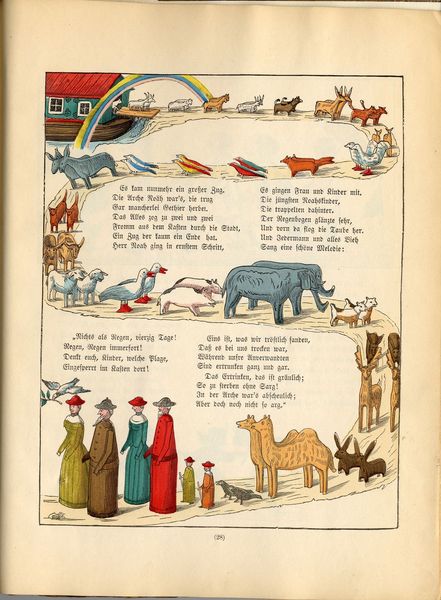 Es kam nunmehr ein großer Zug.
Die Arche Noäh war's, die trug
Gar mancherlei Gethier herbei.
Das Alles zog zu zwei und zwei
Fromm aus dem Kasten durch die Stadt,
Ein Zug der kaum ein Ende hat.
Herr Noah ging in ernstem Schritt,
Es gingen Frau und Kinder mit.
Die jüngsten Noahskinder,
Die trappelten dahinter.
Der Regenbogen glänzte sehr,
Und vorn da flog die Taube her.
Und Jedermann und alles Vieh
Sang eine schöne Melodie:
„Nichts als Regen, vierzig Tage!
Regen, Regen immerfort!
Denkt euch, Kinder, welche Plage,
Eingesperrt im Kasten dort!
Eins ist, was wir tröstlich fanden,
Daß es bei uns trocken war,
Während unsre Anverwandten
Sind ertrunken ganz und gar.
Das Ertrinken, das ist gräulich;
So zu sterben ohne Sarg!
In der Arche war's abscheulich;
Aber doch noch nicht so arg."
(28)